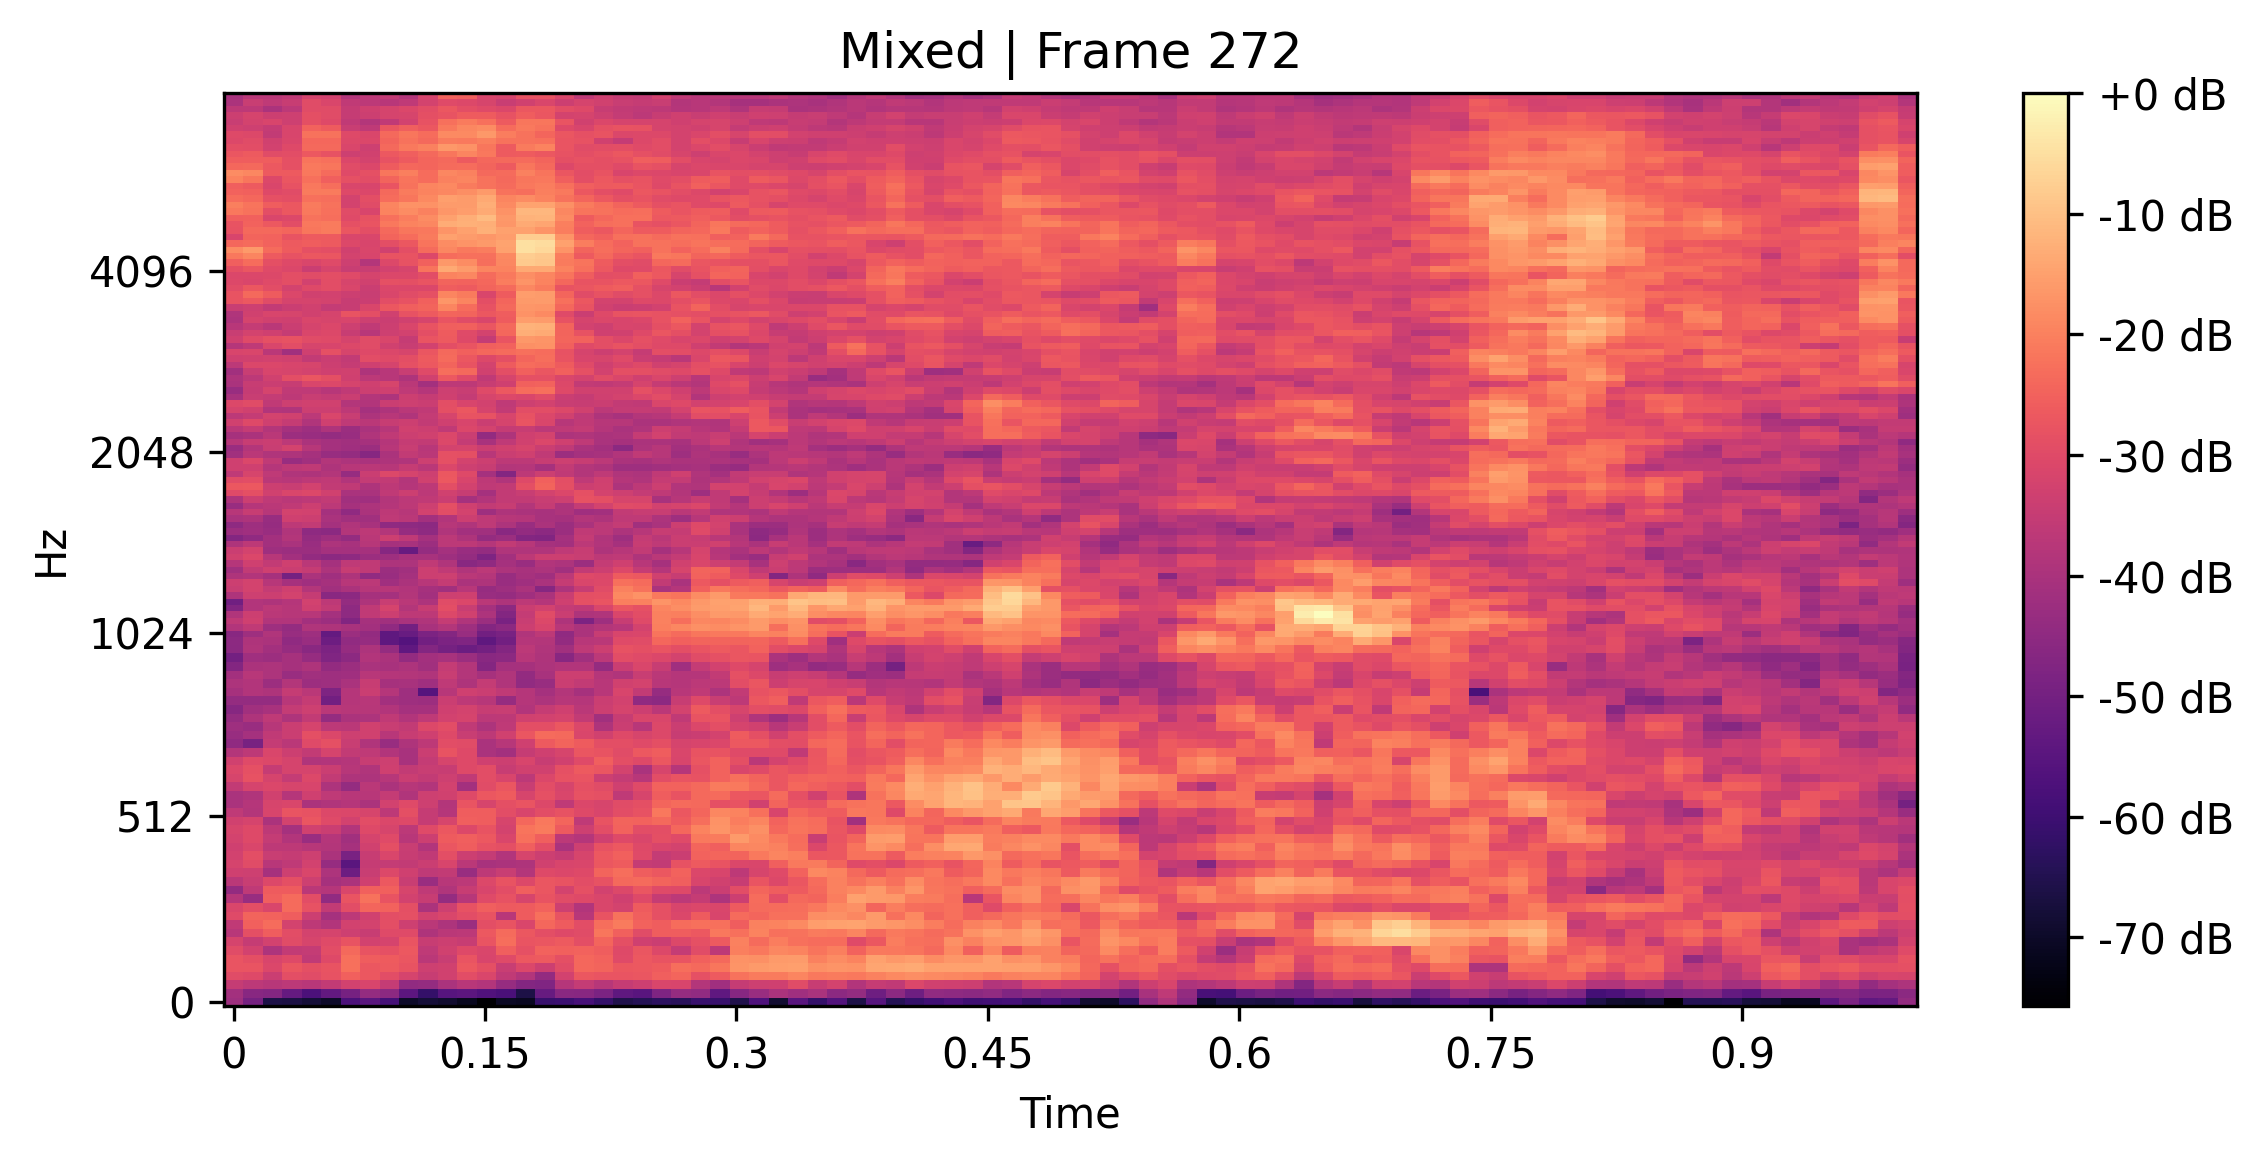 Mixed | Frame 272
Hz
4096
2048
1024
512
0
0 0.15 0.3 0.45 0.6 0.75 0.9
Time
+0 dB
-10 dB
-20 dB
-30 dB
-40 dB
-50 dB
-60 dB
-70 dB